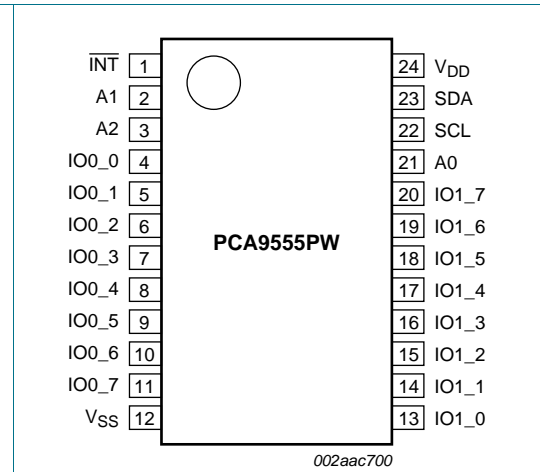 INT 1 24 VDD
A1 2 23 SDA
A2 3 22 SCL
IO0_0 4 21 A0
IO0_1 5 20 IO1_7
IO0_2 6 19 IO1_6
PCA9555PW
IO0_3 7 18 IO1_5
IO0_4 8 17 IO1_4
IO0_5 9 16 IO1_3
IO0_6 10 15 IO1_2
IO0_7 11 14 IO1_1
VSS 12 13 IO1_0
002aac700